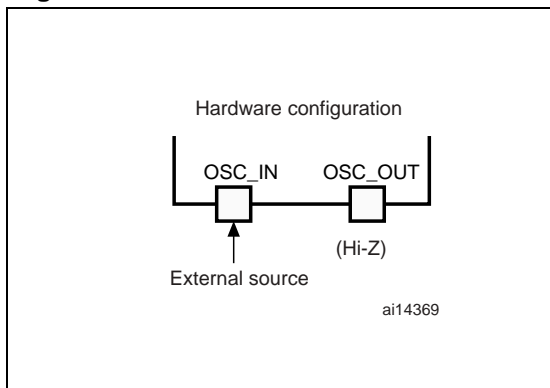 Hardware configuration
OSC_IN OSC_OUT
(Hi-Z)
External source
ai14369